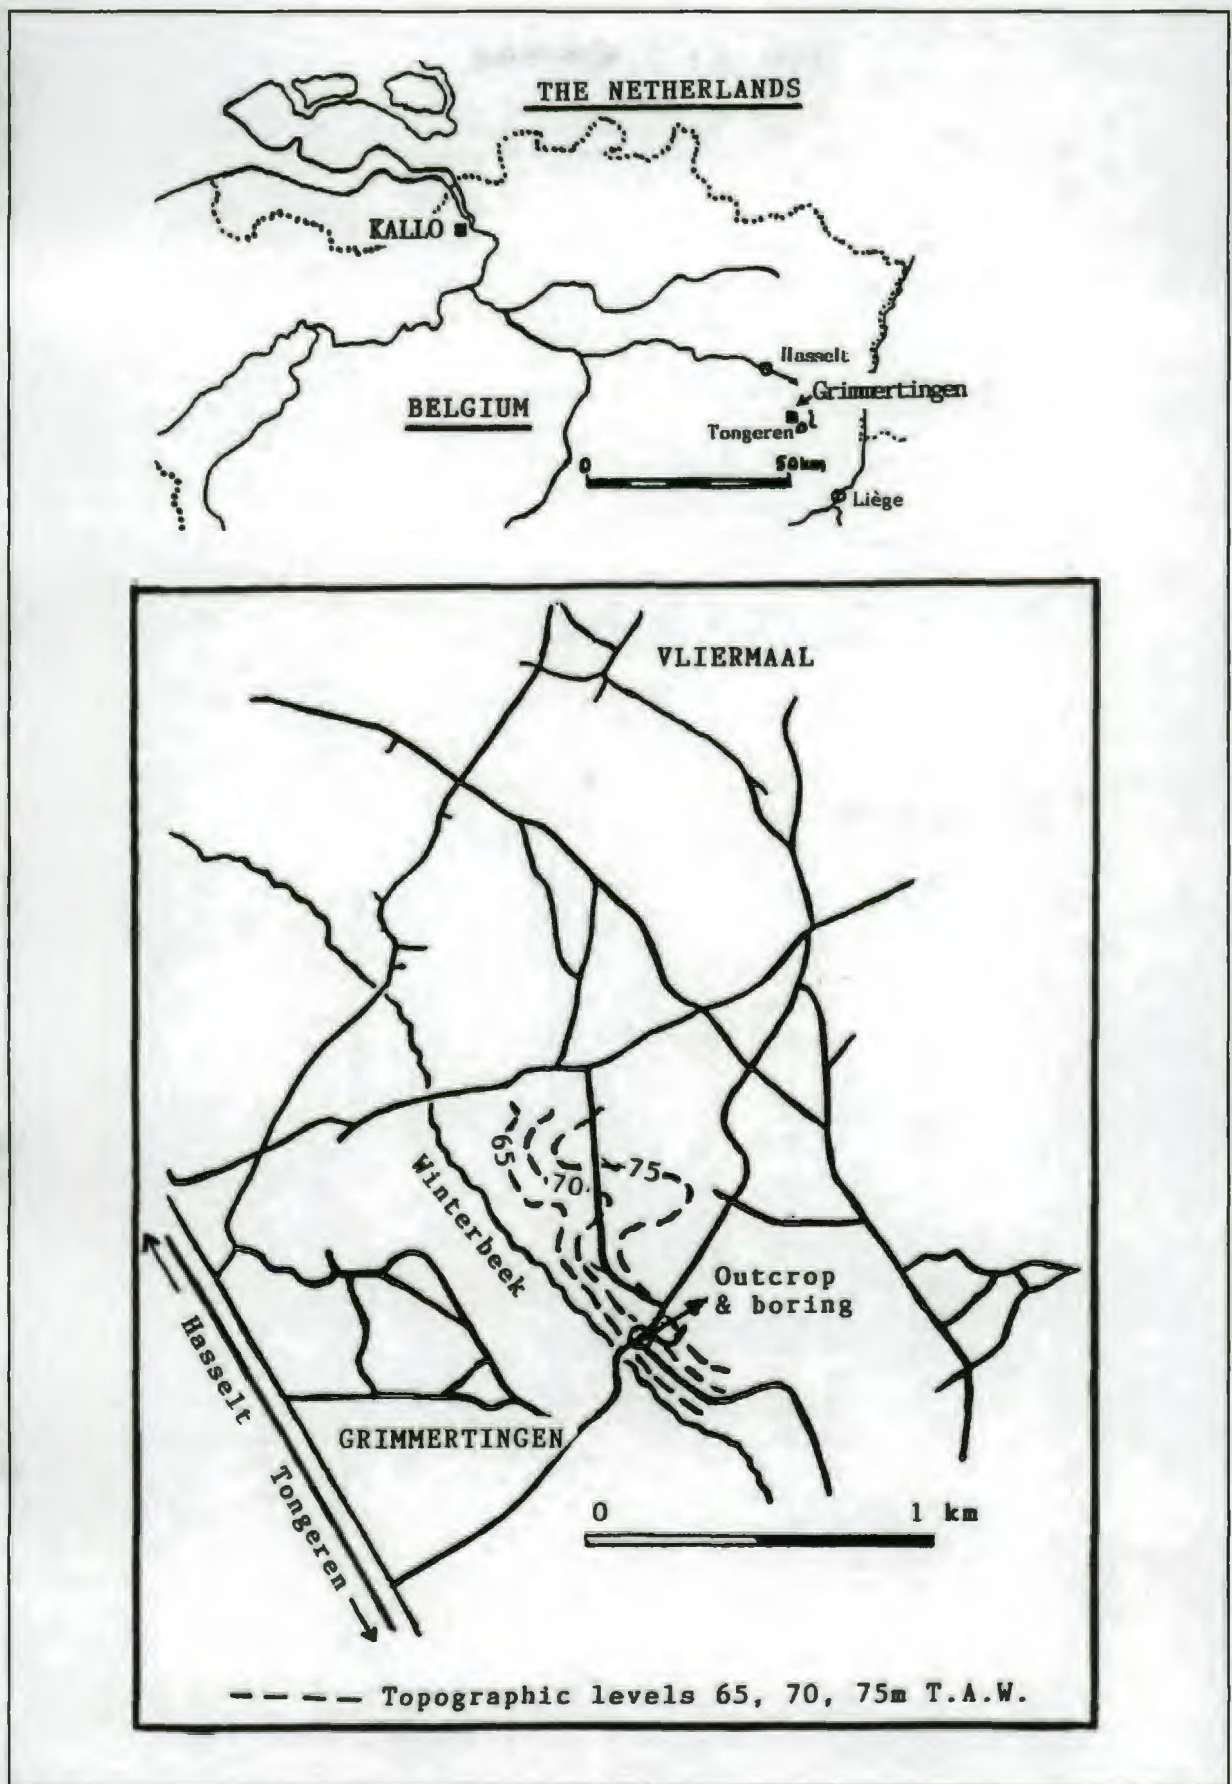 THE NETHERLANDS
KALLO
Hasselt
Grimmertingen
BELGIUM
Tongeren
0 50km
Liège
VLIERMAAL
65
70
75
Winterbeek
Outcrop
& boring
Hasselt
GRIMMERTINGEN
Tongeren
0 1 km
Topographic levels 65, 70, 75m T.A.W.